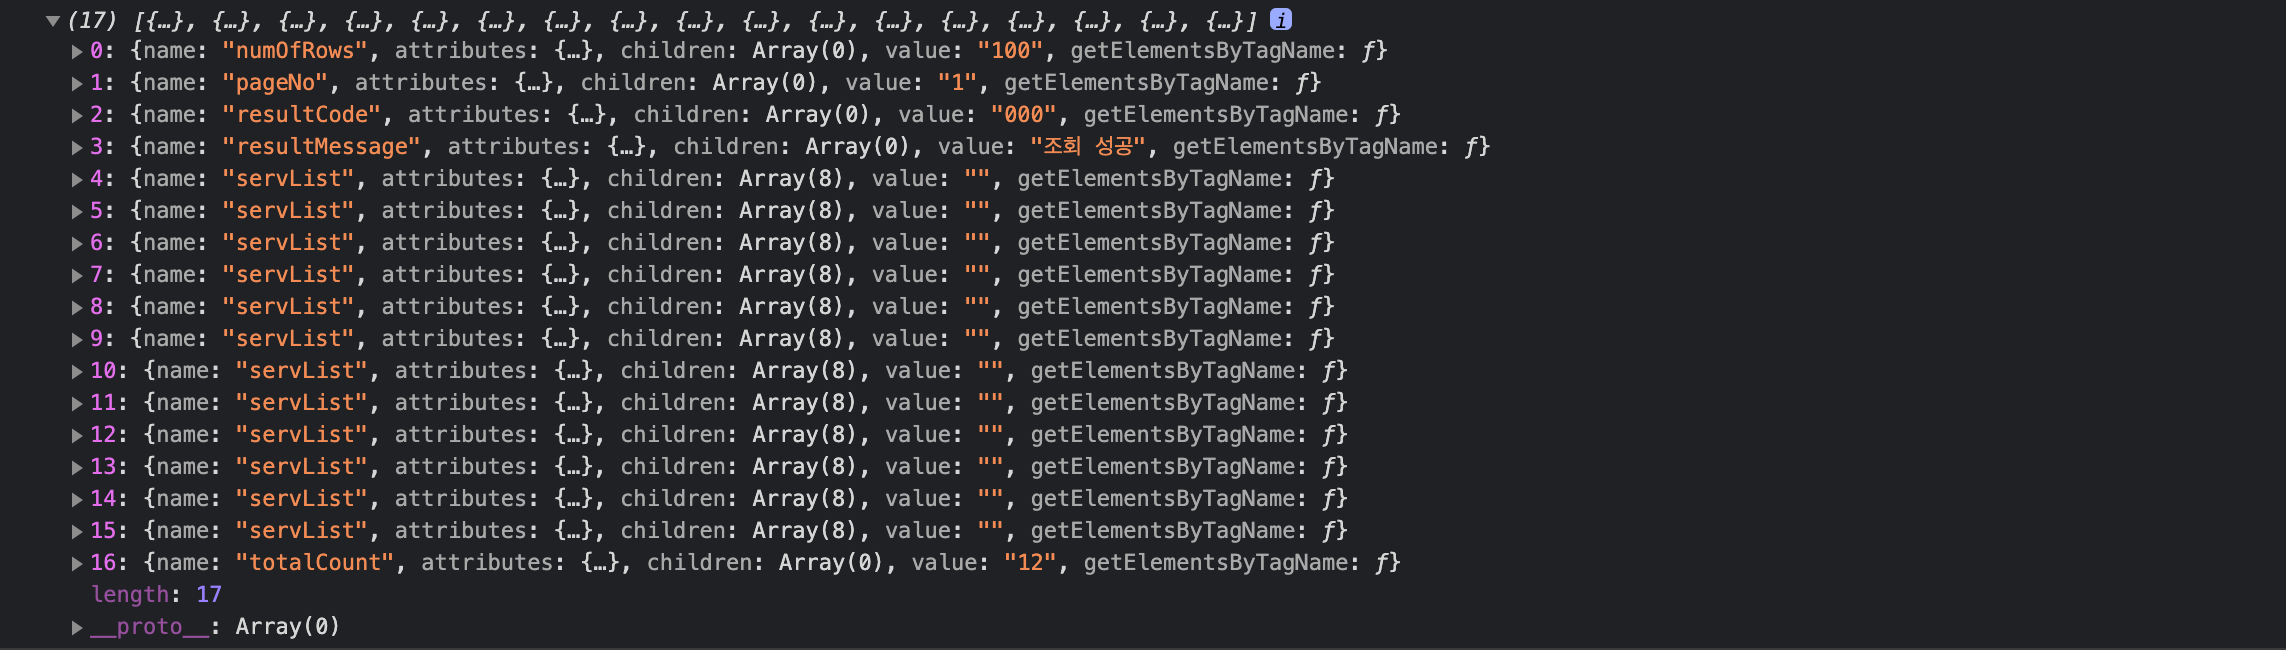 ▼(17) [{…}, {…}, {…}, {…}, {…}, {…}, {…}, {…}, {…}, {…}, {…}, {…}, {…}, {…}, {…}, {…}, {…}] i
▶0: {name: "numOfRows", attributes: {…}, children: Array(0), value: "100", getElementsByTagName: ƒ}
▶1: {name: "pageNo", attributes: {…}, children: Array(0), value: "1", getElementsByTagName: ƒ}
▶2: {name: "resultCode", attributes: {…}, children: Array(0), value: "000", getElementsByTagName: ƒ}
▶3: {name: "resultMessage", attributes: {…}, children: Array(0), value: "조회 성공", getElementsByTagName: ƒ}
▶4: {name: "servList", attributes: {…}, children: Array(8), value: "", getElementsByTagName: ƒ}
▶5: {name: "servList", attributes: {…}, children: Array(8), value: "", getElementsByTagName: ƒ}
▶6: {name: "servList", attributes: {…}, children: Array(8), value: "", getElementsByTagName: ƒ}
▶7: {name: "servList", attributes: {…}, children: Array(8), value: "", getElementsByTagName: ƒ}
▶8: {name: "servList", attributes: {…}, children: Array(8), value: "", getElementsByTagName: ƒ}
▶9: {name: "servList", attributes: {…}, children: Array(8), value: "", getElementsByTagName: ƒ}
▶10: {name: "servList", attributes: {…}, children: Array(8), value: "", getElementsByTagName: ƒ}
▶11: {name: "servList", attributes: {…}, children: Array(8), value: "", getElementsByTagName: ƒ}
▶12: {name: "servList", attributes: {…}, children: Array(8), value: "", getElementsByTagName: ƒ}
▶13: {name: "servList", attributes: {…}, children: Array(8), value: "", getElementsByTagName: ƒ}
▶14: {name: "servList", attributes: {…}, children: Array(8), value: "", getElementsByTagName: ƒ}
▶15: {name: "servList", attributes: {…}, children: Array(8), value: "", getElementsByTagName: ƒ}
▶16: {name: "totalCount", attributes: {…}, children: Array(0), value: "12", getElementsByTagName: ƒ}
length: 17
▶__proto__: Array(0)